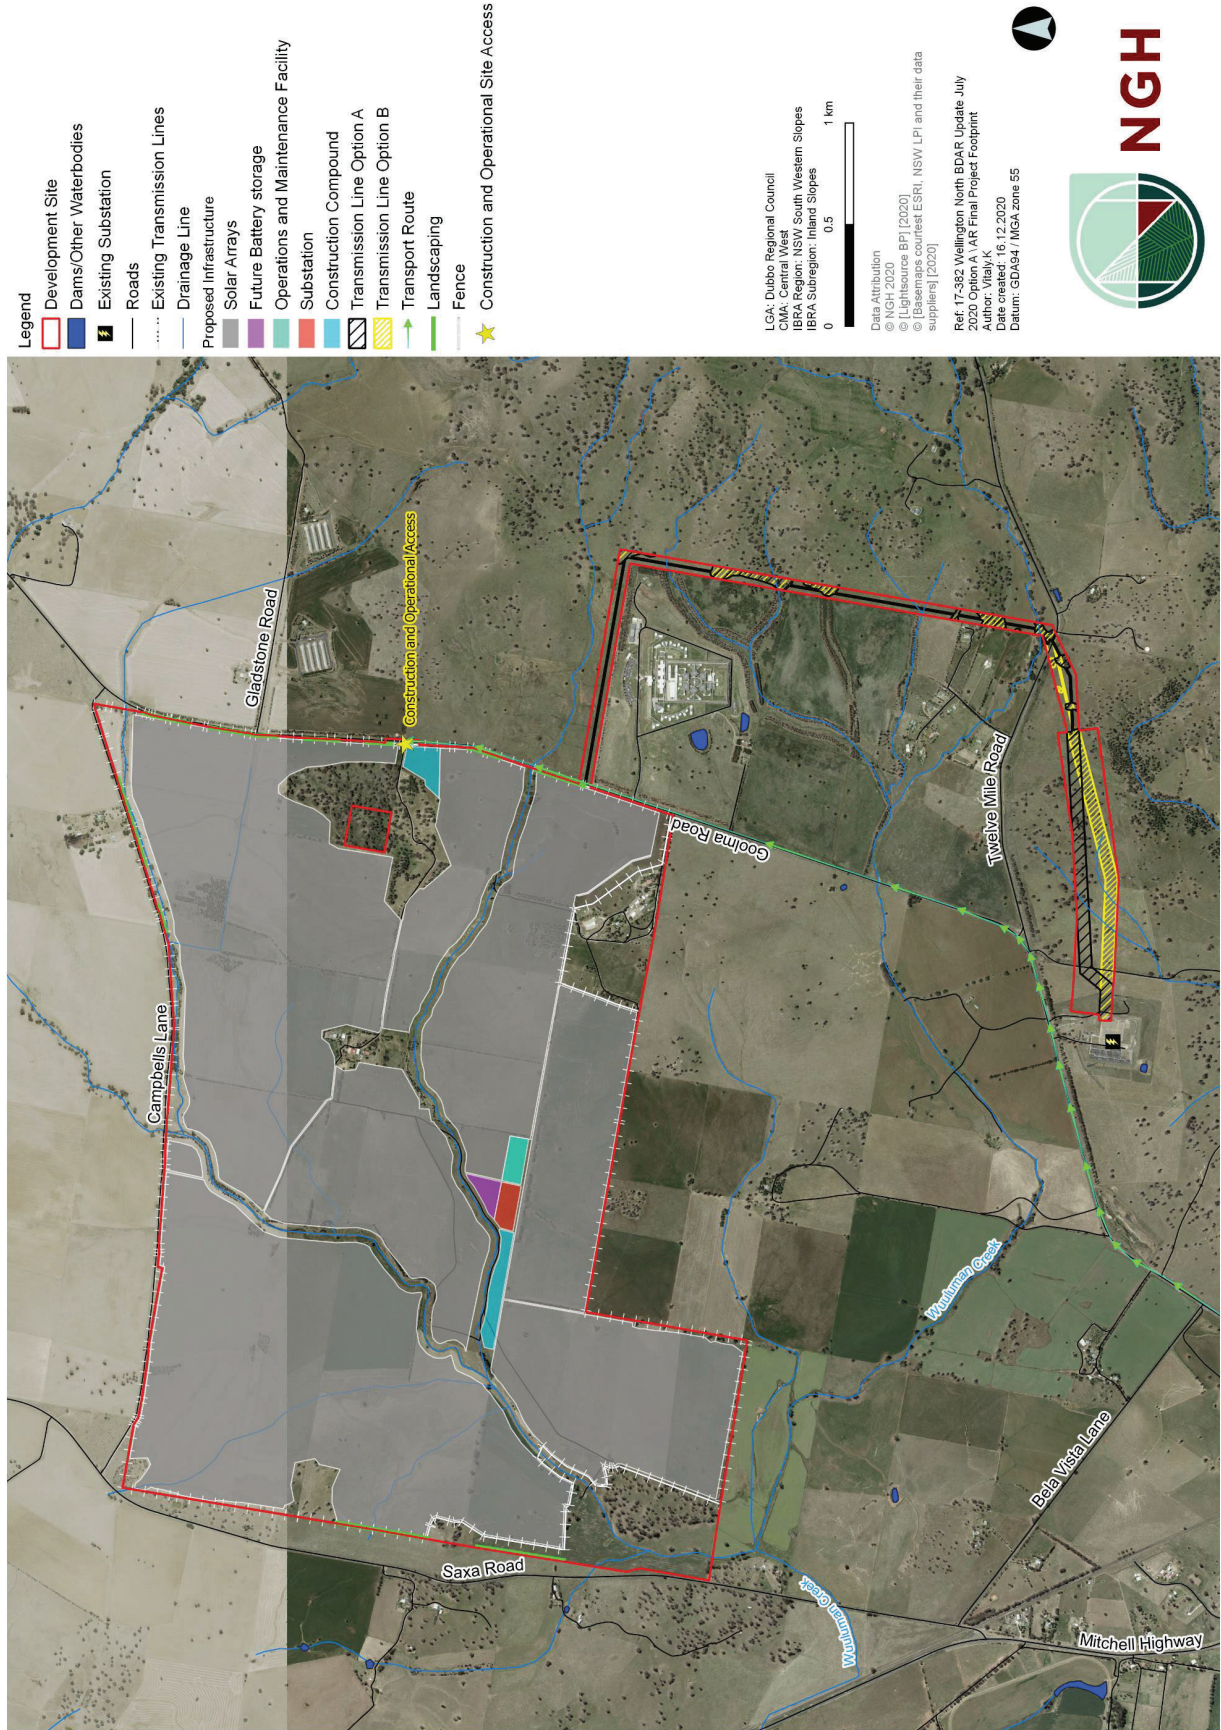 Legend
Development Site
Dams/Other Waterbodies
Existing Substation
Roads
Existing Transmission Lines
Drainage Line
Proposed Infrastructure
Solar Arrays
Future Battery storage
Operations and Maintenance Facility
Substation
Construction Compound
Transmission Line Option A
Transmission Line Option B
Transport Route
Landscaping
Fence
Construction and Operational Site Access
LGA: Dubbo Regional Council
CMA: Central West
IBRA Region: NSW South Western Slopes
IBRA Subregion: Inland Slopes
0 0.5 1 km
Data Attribution
© NGH 2020
© [Lightsource BP] [2020]
© [Basemaps courtest ESRI, NSW LPI and their data
suppliers] [2020]
Ref: 17-382 Wellington North BDAR Update July
2020 Option A \ AR Final Project Footprint
Author: Vitaly.K
Date created: 16.12.2020
Datum: GDA94 / MGA zone 55
NGH
Campbells Lane
Gladstone Road
Construction and Operational Access
Goolma Road
Twelve Mile Road
Saxa Road
Wuuluman Creek
Wuuluman Creek
Bela Vista Lane
Mitchell Highway